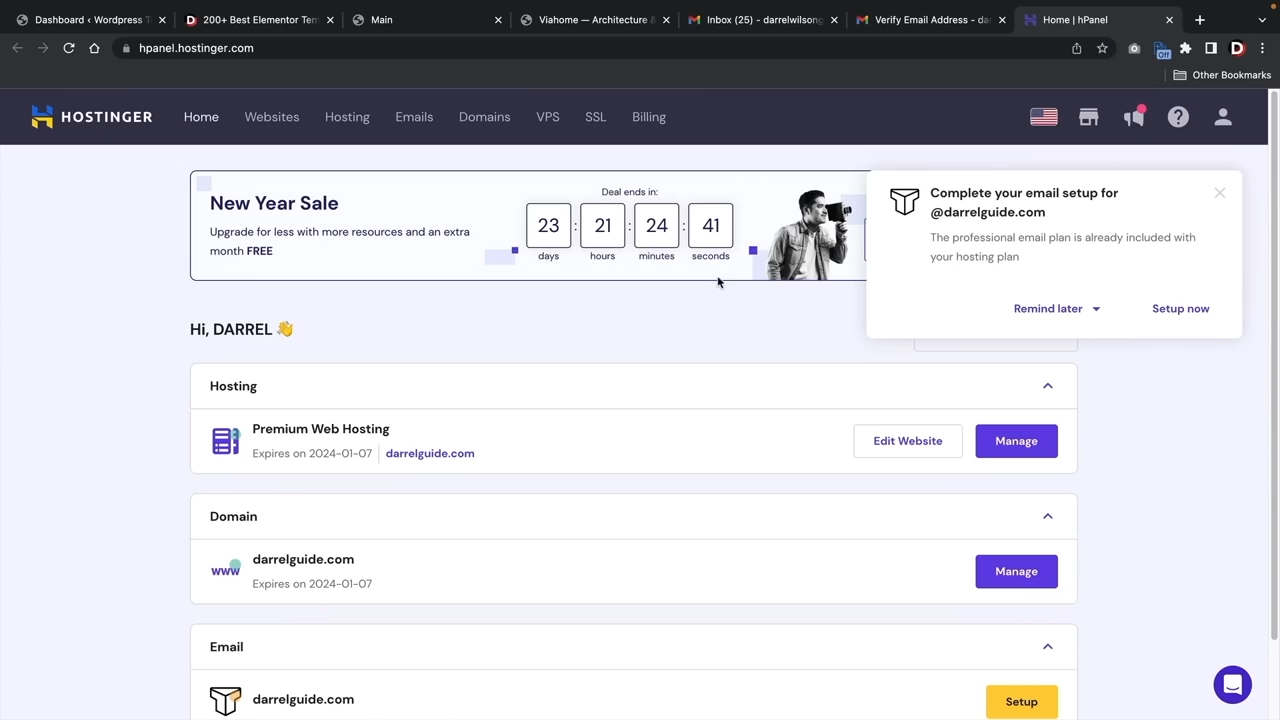 Dashboard ‹ Wordpress T
200+ Best Elementor Tem
Main
Viahome — Architecture &
Inbox (25) - darrelwilsong
Verify Email Address - da
Home | hPanel
hpanel.hostinger.com
Off
D
Other Bookmarks
HOSTINGER
Home
Websites
Hosting
Emails
Domains
VPS
SSL
Billing
New Year Sale
Upgrade for less with more resources and an extra
month FREE
Deal ends in:
23 : 21 : 24 : 41
days hours minutes seconds
Complete your email setup for
@darrelguide.com
The professional email plan is already included with
your hosting plan
Remind later
Setup now
Hi, DARREL 👋
Hosting
Premium Web Hosting
Expires on 2024-01-07
darrelguide.com
Edit Website
Manage
Domain
www
darrelguide.com
Expires on 2024-01-07
Manage
Email
darrelguide.com
Setup